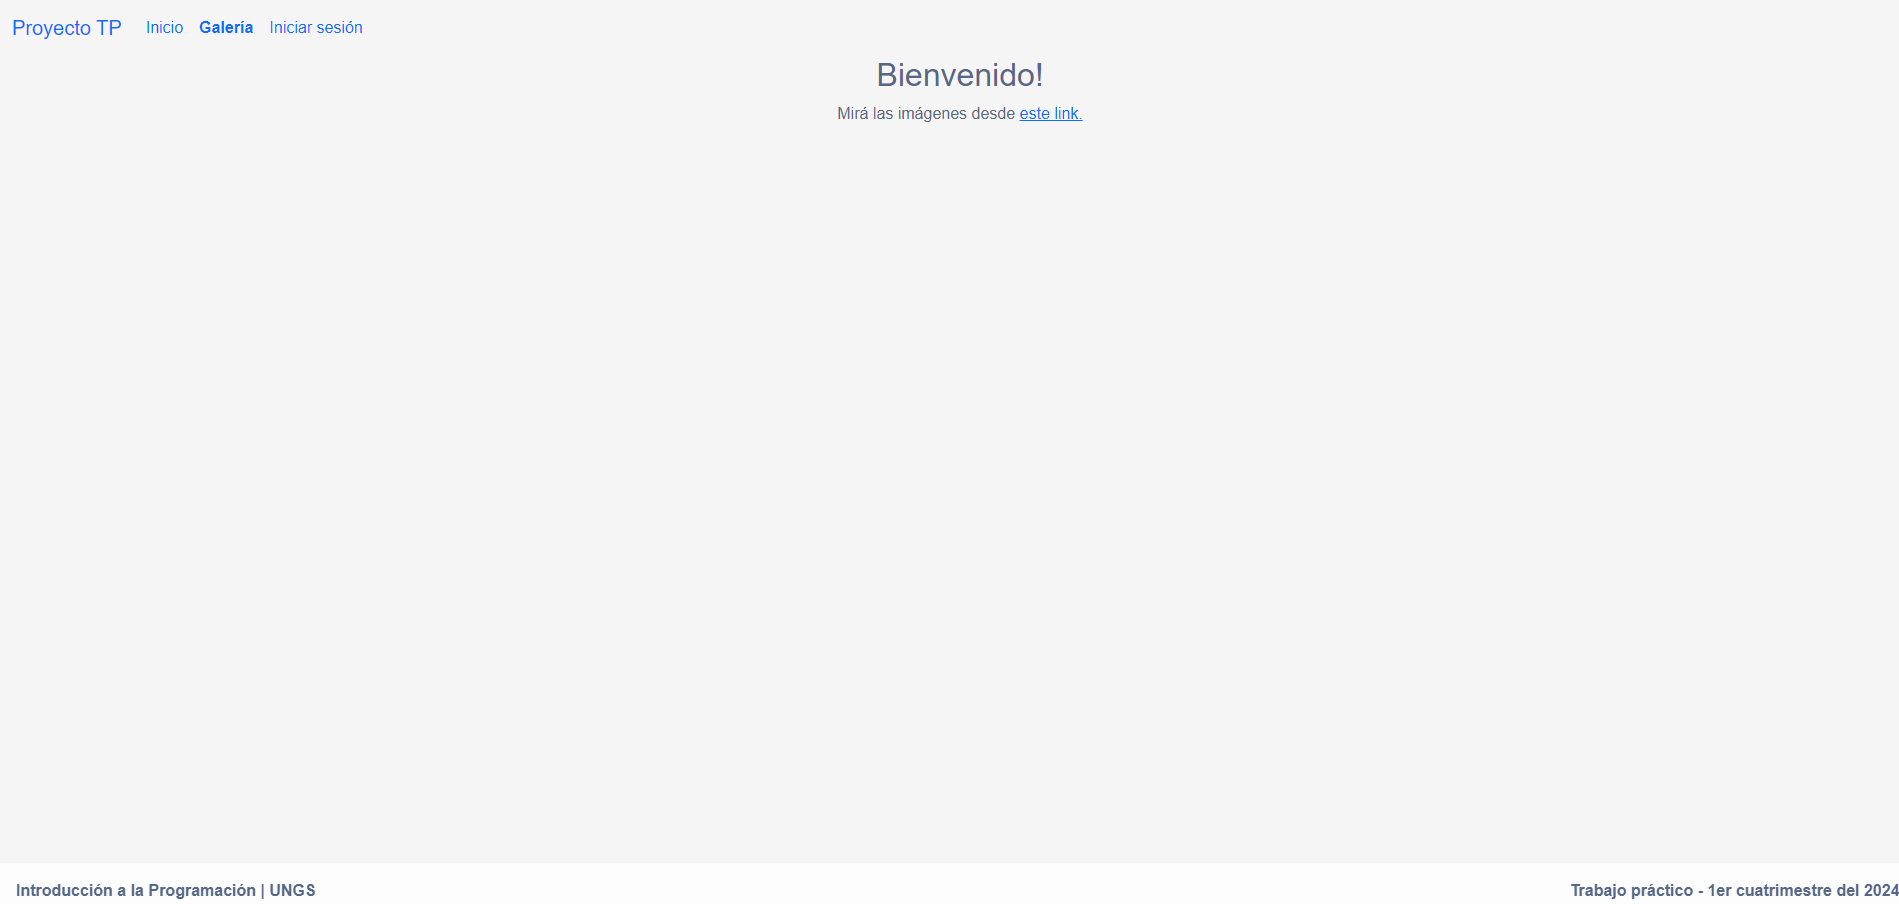 Proyecto TP Inicio Galería Iniciar sesión
Bienvenido!
Mirá las imágenes desde este link.
Introducción a la Programación | UNGS
Trabajo práctico - 1er cuatrimestre del 2024